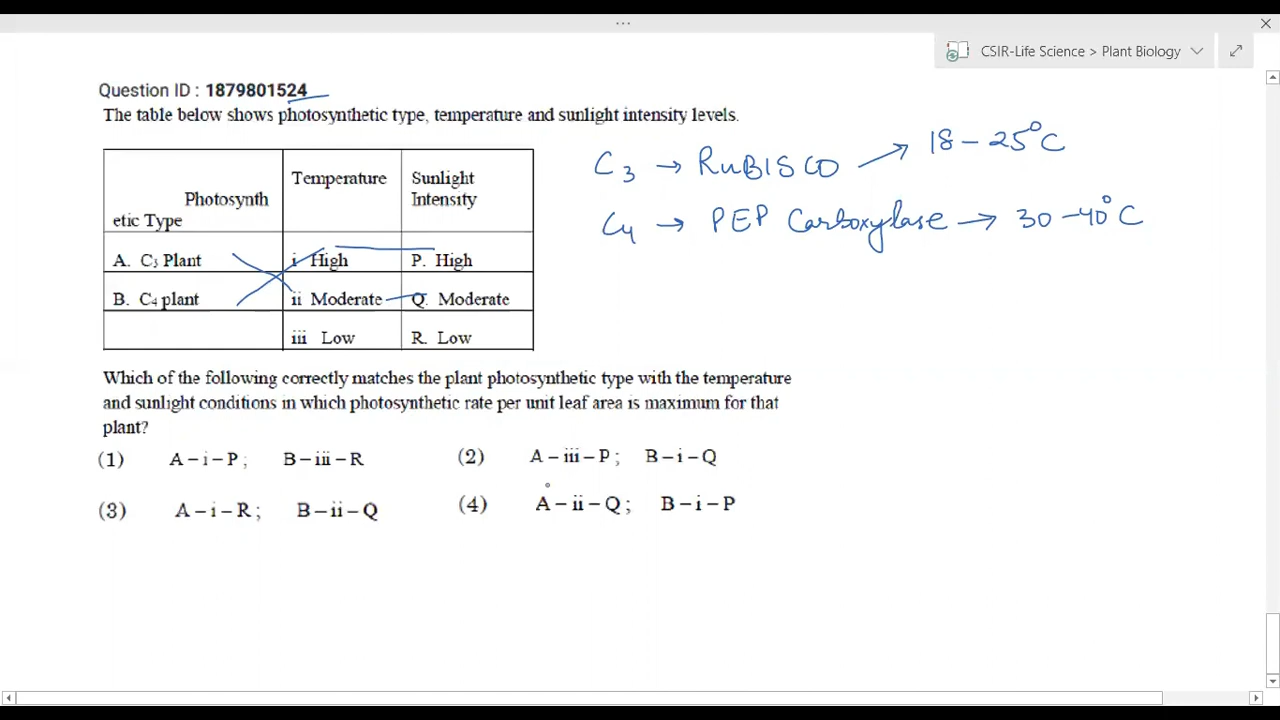 ...
CSIR-Life Science > Plant Biology
Question ID : 1879801524
The table below shows photosynthetic type, temperature and sunlight intensity levels.
Photosynth
etic Type
Temperature
Sunlight
Intensity
A. C₃ Plant
i High
P. High
B. C₄ plant
ii Moderate
Q. Moderate
iii Low
R. Low
C₃ → RuBISCO → 18 - 25°C
C₄ → PEP Carboxylase → 30 - 40°C
Which of the following correctly matches the plant photosynthetic type with the temperature
and sunlight conditions in which photosynthetic rate per unit leaf area is maximum for that
plant?
(1) A – i – P ; B – iii – R
(2) A – iii – P ; B – i – Q
(3) A – i – R ; B – ii – Q
(4) A – ii – Q ; B – i – P